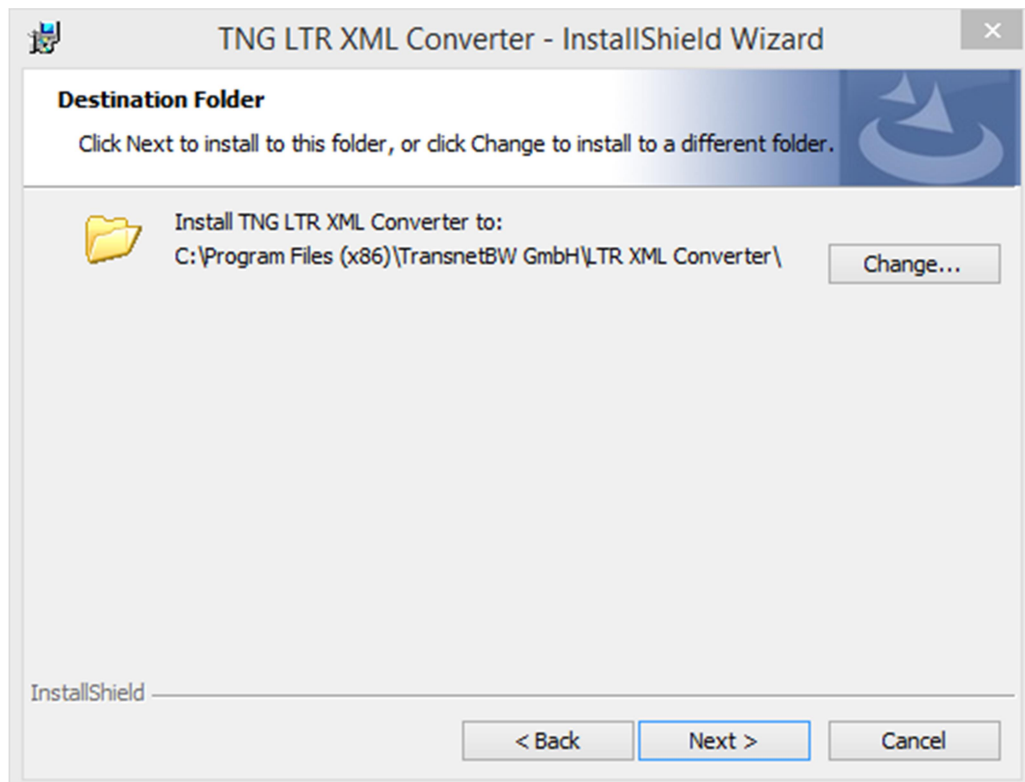 TNG LTR XML Converter - InstallShield Wizard
Destination Folder
Click Next to install to this folder, or click Change to install to a different folder.
Install TNG LTR XML Converter to:
C:\Program Files (x86)\TransnetBW GmbH\LTR XML Converter\
Change...
InstallShield
< Back
Next >
Cancel